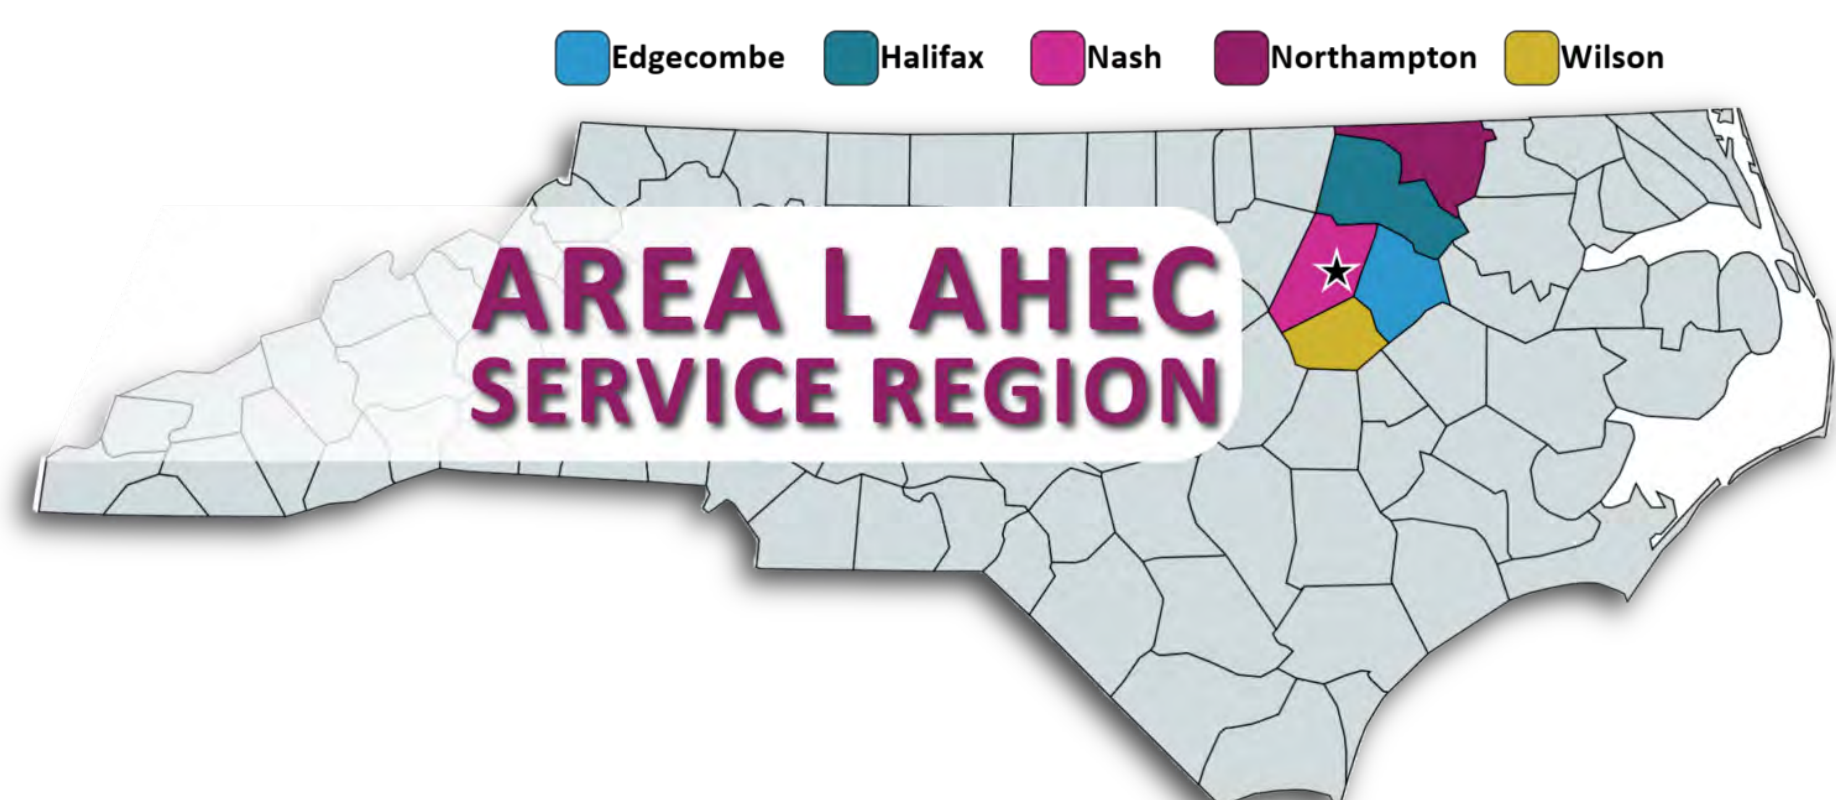 Edgecombe Halifax Nash Northampton Wilson
AREA L AHEC
SERVICE REGION